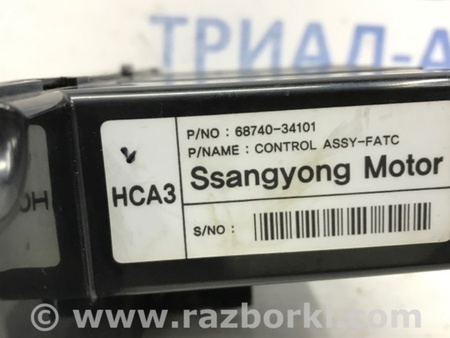 ТРИАЛ-А
P/NO : 68740-34101
P/NAME : CONTROL ASSY-FATC
HCA3
Ssangyong Motor
S/NO :
© www.razborki.com